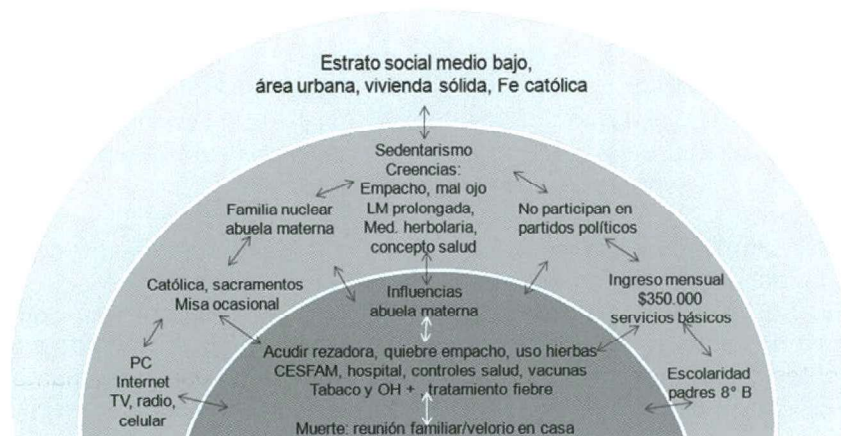 Estrato social medio bajo,
área urbana, vivienda sólida, Fe católica
Sedentarismo
Creencias:
Empacho, mal ojo
LM prolongada,
Med. herbolaria,
concepto salud
Familia nuclear
abuela materna
No participan en
partidos políticos
Católica, sacramentos
Misa ocasional
Ingreso mensual
$350.000
servicios básicos
Influencias
abuela materna
PC
Internet
TV, radio,
celular
Acudir rezadora, quiebre empacho, uso hierbas
CESFAM, hospital, controles salud, vacunas
Tabaco y OH + , tratamiento fiebre
Escolaridad
padres 8° B
Muerte: reunión familiar/velorio en casa